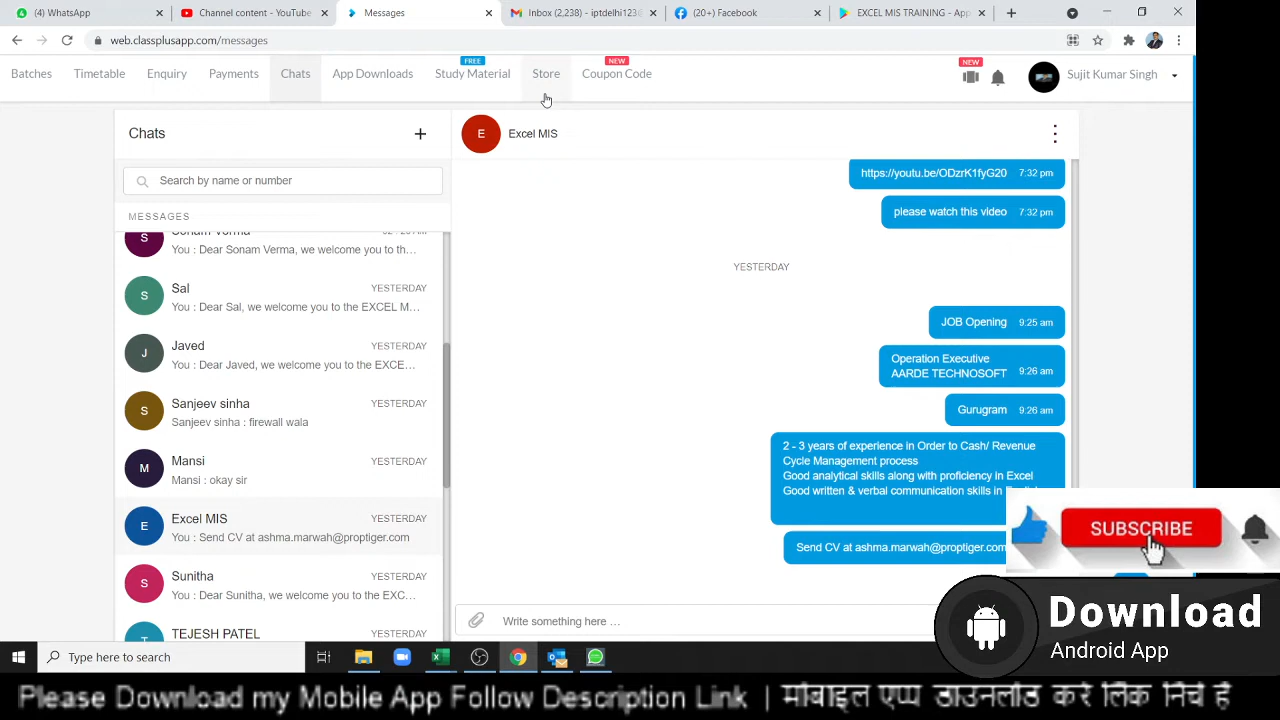 (4) WhatsApp
Channel content - YouTube
Messages
Inbox (2,238) - iptdelhi123@
(20+) Facebook
EXCEL MIS TRAINING - App
web.classplusapp.com/messages
Batches
Timetable
Enquiry
Payments
Chats
App Downloads
FREE
Study Material
Store
NEW
Coupon Code
NEW
Sujit Kumar Singh
Chats
Search by name or number
MESSAGES
Sonam Verma
You : Dear Sonam Verma, we welcome you to th…
Sal YESTERDAY
You : Dear Sal, we welcome you to the EXCEL M…
Javed YESTERDAY
You : Dear Javed, we welcome you to the EXCE…
Sanjeev sinha YESTERDAY
Sanjeev sinha : firewall wala
Mansi YESTERDAY
Mansi : okay sir
Excel MIS YESTERDAY
You : Send CV at ashma.marwah@proptiger.com
Sunitha YESTERDAY
You : Dear Sunitha, we welcome you to the EXC…
TEJESH PATEL YESTERDAY
E Excel MIS
https://youtu.be/ODzrK1fyG20 7:32 pm
please watch this video 7:32 pm
YESTERDAY
JOB Opening 9:25 am
Operation Executive
AARDE TECHNOSOFT 9:26 am
Gurugram 9:26 am
2 - 3 years of experience in Order to Cash/ Revenue
Cycle Management process
Good analytical skills along with proficiency in Excel
Good written & verbal communication skills in
Send CV at ashma.marwah@proptiger.com
Write something here …
SUBSCRIBE
Download
Android App
Type here to search
Please Download my Mobile App Follow Description Link | मोबाइल एप्प डाउनलोड करे लिंक निचे है